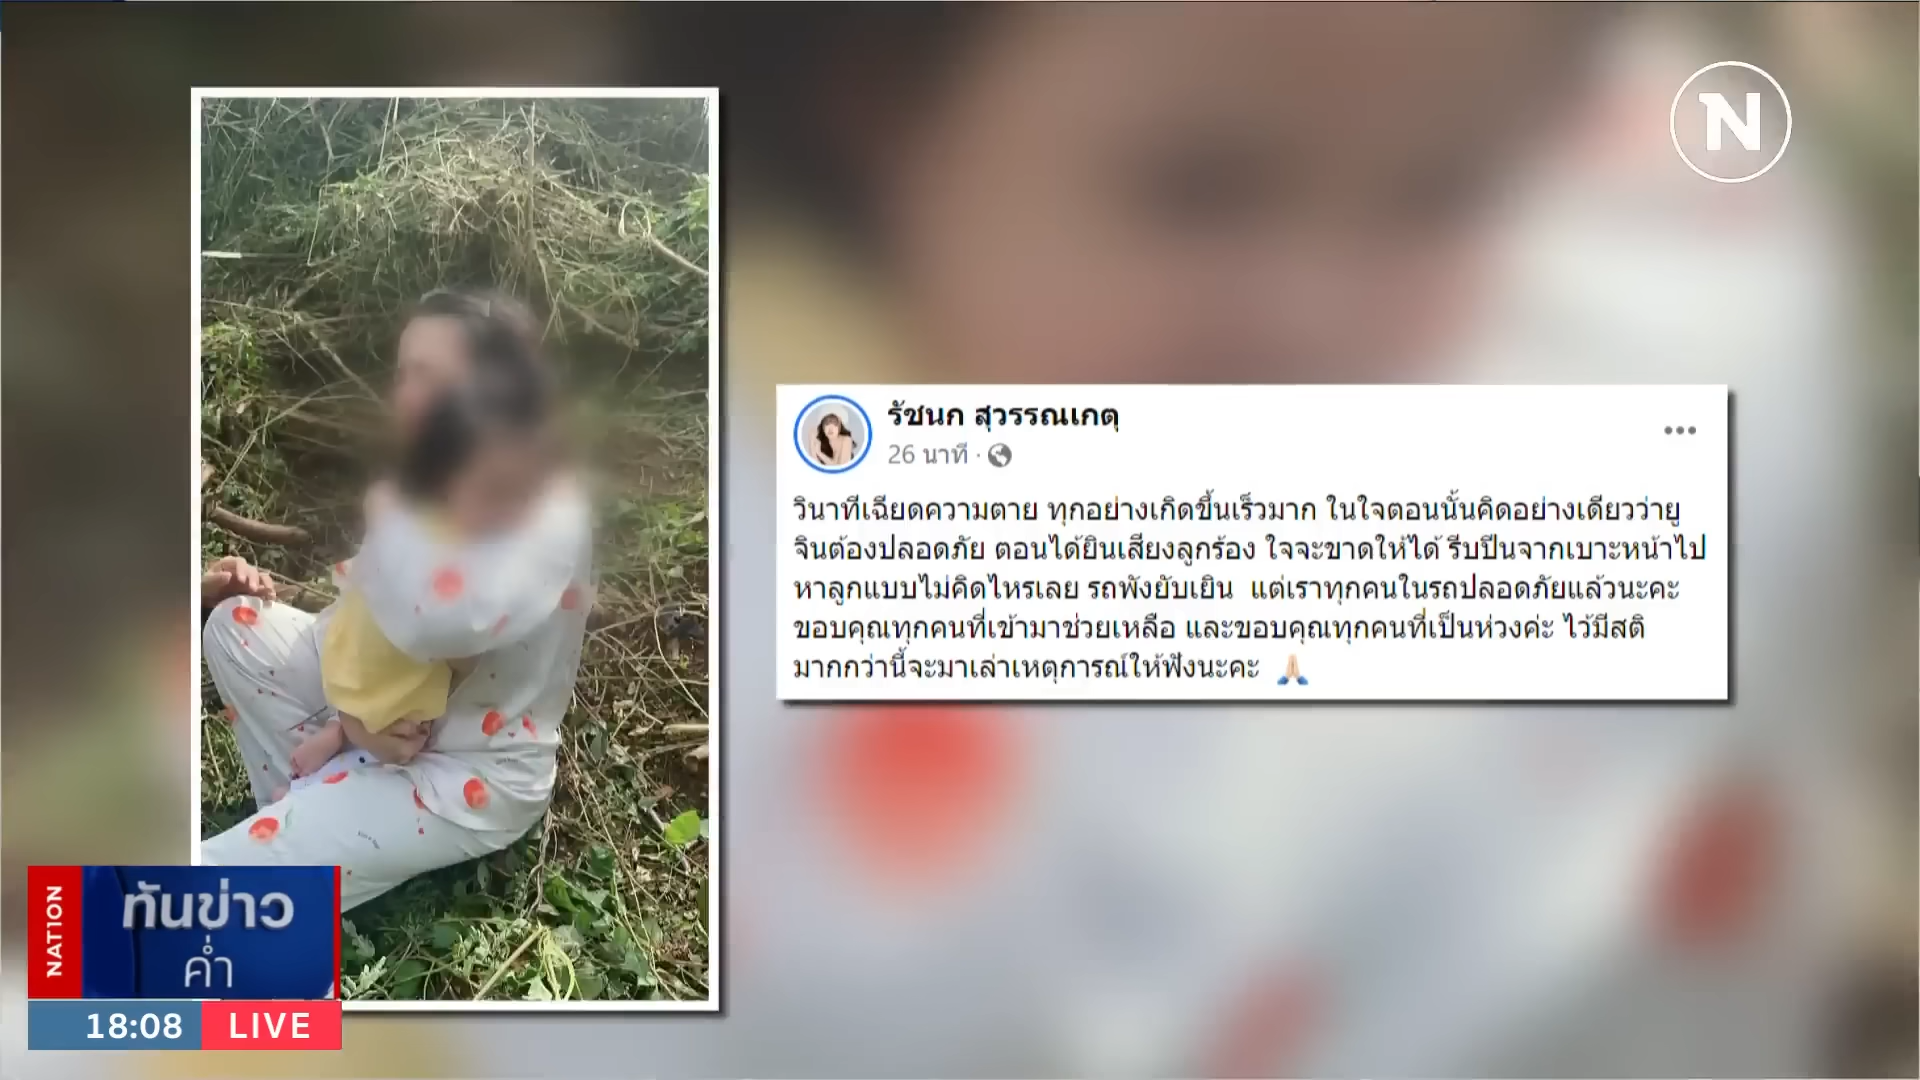 N
รัชนก สุวรรณเกตุ
26 นาที ·
วินาทีเฉียดความตาย ทุกอย่างเกิดขึ้นเร็วมาก ในใจตอนนั้นคิดอย่างเดียวว่ายู
จินต้องปลอดภัย ตอนได้ยินเสียงลูกร้อง ใจจะขาดให้ได้ รีบปีนจากเบาะหน้าไป
หาลูกแบบไม่คิดไหรเลย รถพังยับเยิน แต่เราทุกคนในรถปลอดภัยแล้วนะคะ
ขอบคุณทุกคนที่เข้ามาช่วยเหลือ และขอบคุณทุกคนที่เป็นห่วงค่ะ ไว้มีสติ
มากกว่านี้จะมาเล่าเหตุการณ์ให้ฟังนะคะ 🙏🏻
NATION
ทันข่าว
ค่ำ
18:08 LIVE